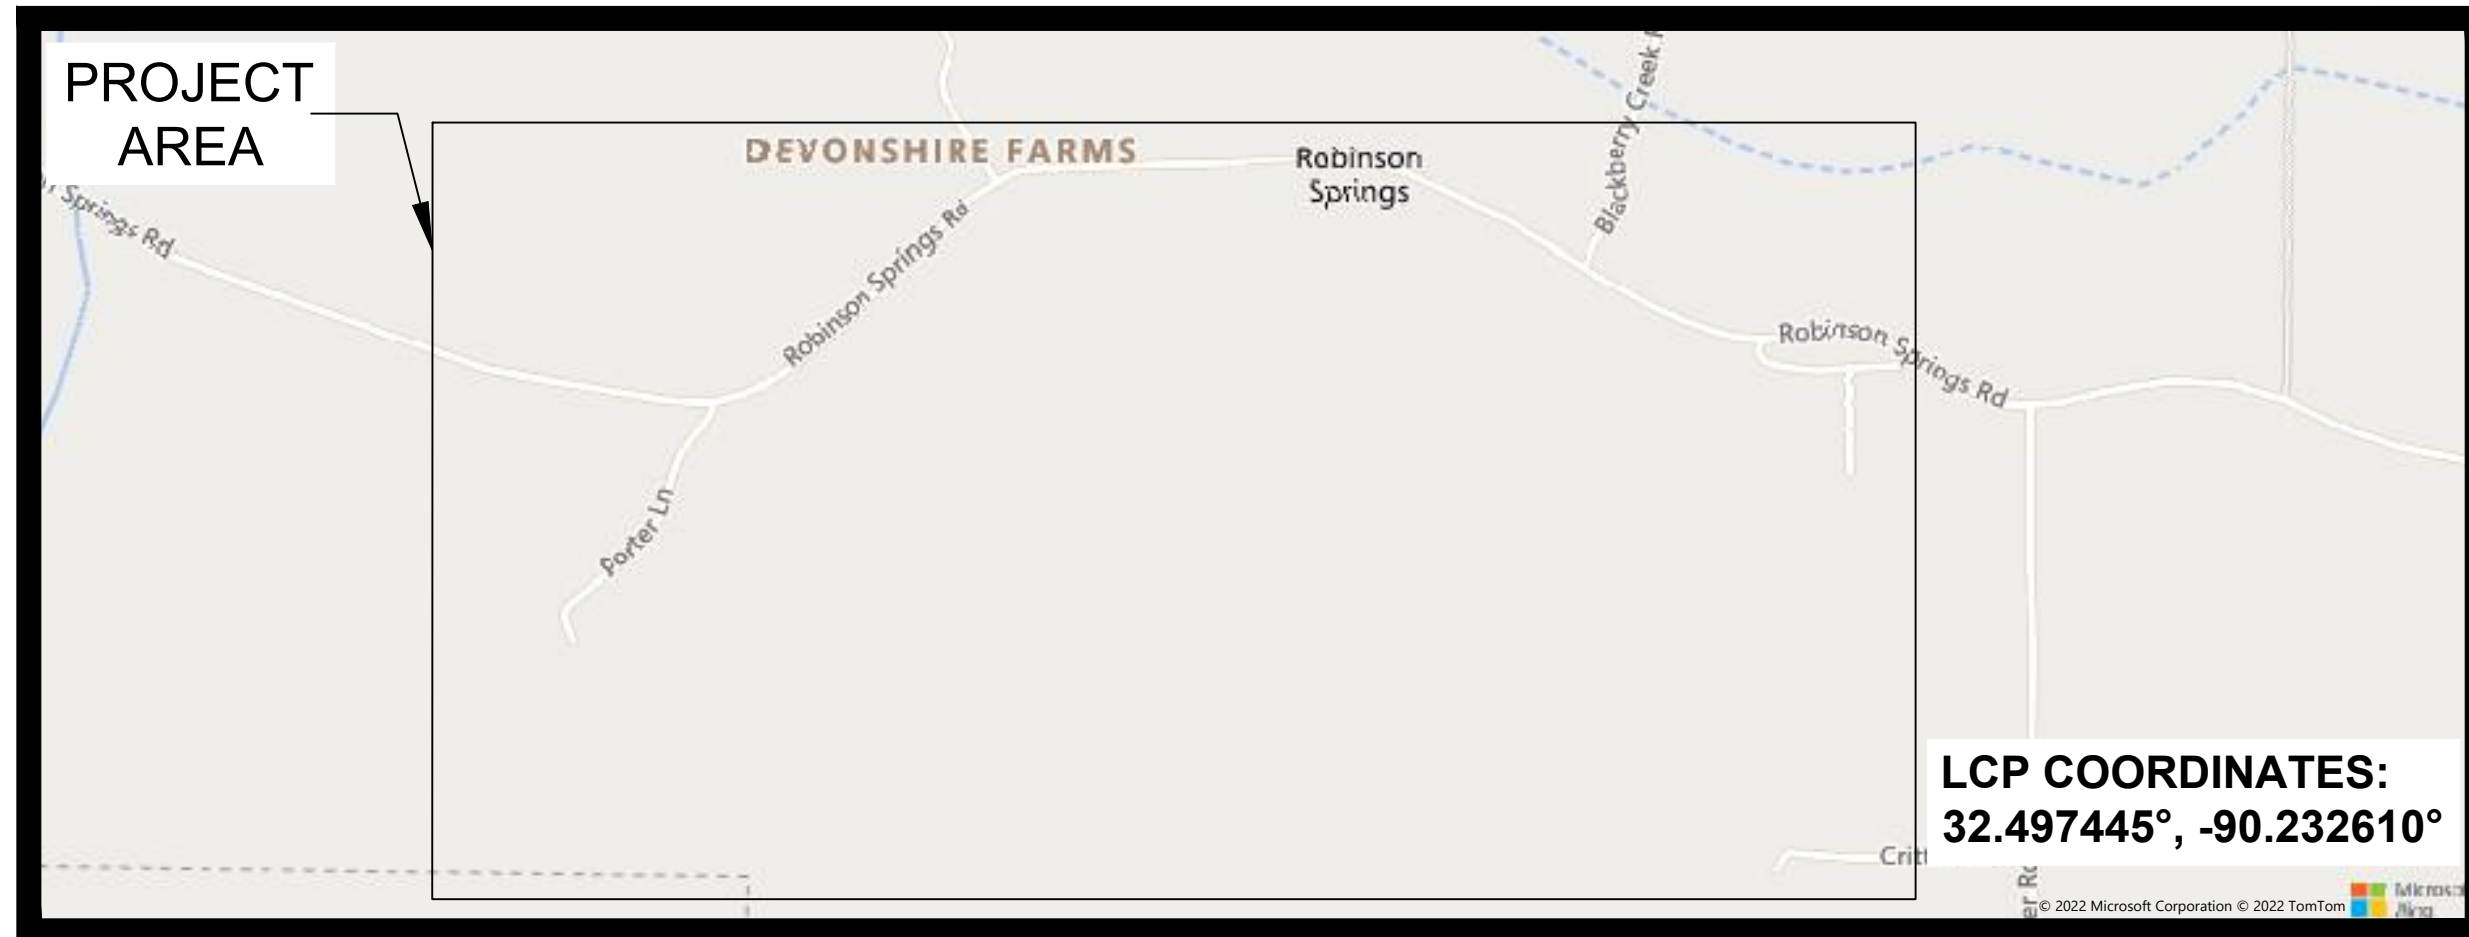 PROJECT
AREA
Springs Rd
DEVONSHIRE FARMS
Robinson
Springs
Blackberry Creek
Robinson Springs Rd
Robinson Springs Rd
Porter Ln
LCP COORDINATES:
32.497445°, -90.232610°
© 2022 Microsoft Corporation © 2022 TomTom